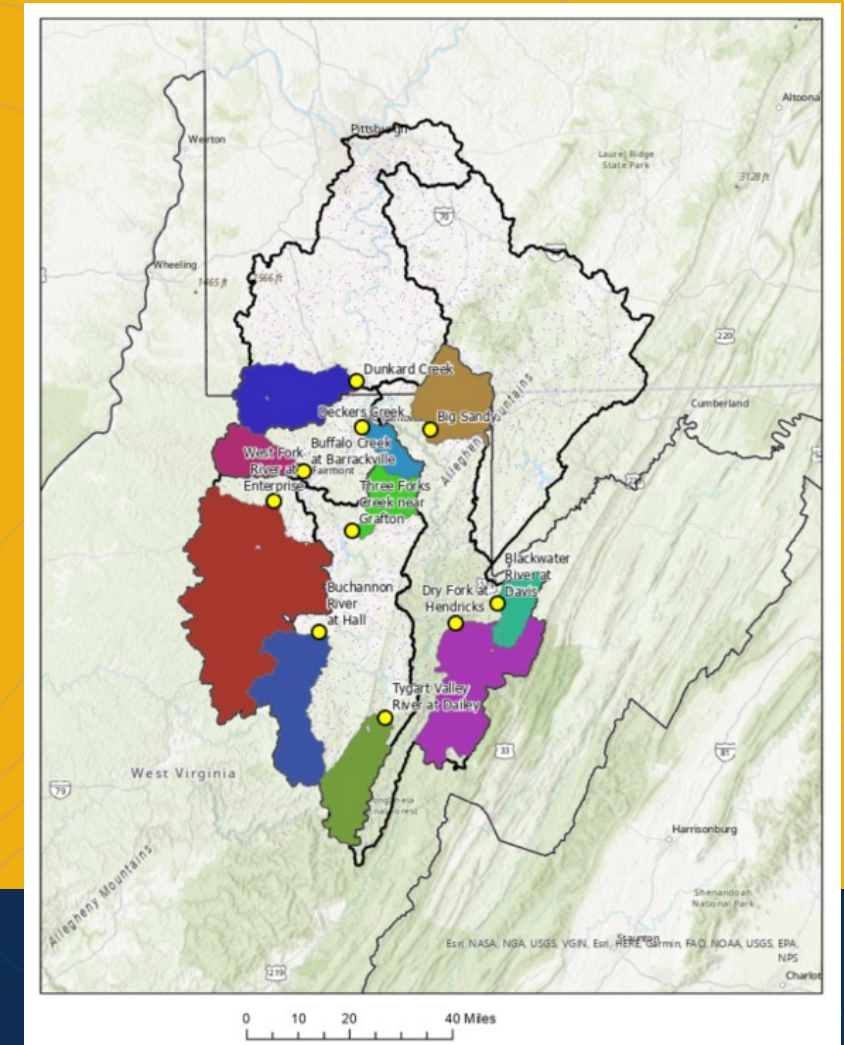 Altoona
Pittsburgh
Weirton
Laurel Ridge
State Park
3128 ft
70
Wheeling
1465 ft
1566 ft
220
Dunkard Creek
Cumberland
Deckers Creek
Big Sandy
Allegheny Mountains
Buffalo Creek
at Barrackville
West Fork
River at
Enterprise
Fairmont
Three Forks
Creek near
Grafton
Blackwater
River at
Davis
Dry Fork at
Hendricks
Buchannon
River
at Hall
Tygart Valley
River at Dailey
33
81
West Virginia
79
Harrisonburg
Allegheny Mountains
Shenandoah
National Park
Staunton
Esri, NASA, NGA, USGS, VGIN, Esri, HERE, Garmin, FAO, NOAA, USGS, EPA,
NPS
219
Charlot
0 10 20 40 Miles